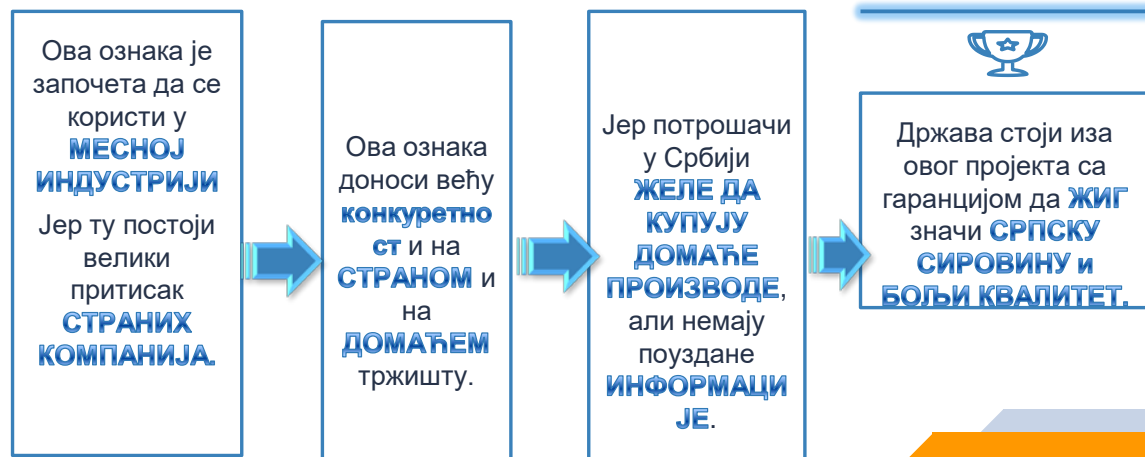 Ова ознака је
започета да се
користи у
МЕСНОЈ
ИНДУСТРИЈИ
Јер ту постоји
велики
притисак
СТРАНИХ
КОМПАНИЈА.
Ова ознака
доноси већу
конкуретно
ст и на
СТРАНОМ и
на
ДОМАЋЕМ
тржишту.
Јер потрошачи
у Србији
ЖЕЛЕ ДА
КУПУЈУ
ДОМАЋЕ
ПРОИЗВОДЕ,
али немају
поуздане
ИНФОРМАЦИ
ЈЕ.
Држава стоји иза
овог пројекта са
гаранцијом да ЖИГ
значи СРПСКУ
СИРОВИНУ и
БОЉИ КВАЛИТЕТ.